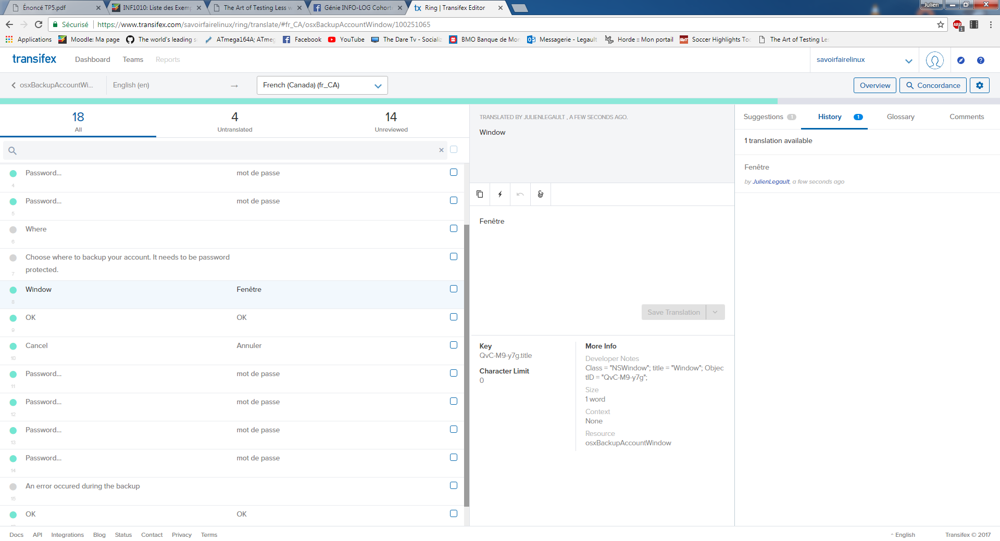 Énoncé TP5.pdf
INF1010: Liste des Exemp
The Art of Testing Less w
Génie INFO-LOG Cohorte
tx Ring | Transifex Editor
Julien
Sécurisé
https://www.transifex.com/savoirfairelinux/ring/translate/#fr_CA/osxBackupAccountWindow/100251065
ABP
1
Applications
Moodle: Ma page
The world's leading s
ATmega164A; ATmeg
Facebook
YouTube
The Dare Tv - Socializ
BMO Banque de Mon
Messagerie - Legault
Horde :: Mon portail
Soccer Highlights Tod
The Art of Testing Les
transifex
Dashboard
Teams
Reports
savoirfairelinux
osxBackupAccountWi...
English (en)
→
French (Canada) (fr_CA)
Overview
Concordance
18
All
4
Untranslated
14
Unreviewed
Password...
mot de passe
4
Password...
mot de passe
5
Where
6
Choose where to backup your account. It needs to be password
protected.
7
Window
Fenêtre
8
OK
OK
9
Cancel
Annuler
10
Password...
mot de passe
11
Password...
mot de passe
12
Password...
mot de passe
13
Password...
mot de passe
14
An error occured during the backup
15
OK
OK
TRANSLATED BY JULIENLEGAULT , A FEW SECONDS AGO.
Window
Fenêtre
Save Translation
Key
QvC-M9-y7g.title
Character Limit
0
More Info
Developer Notes
Class = "NSWindow"; title = "Window"; Objec
tID = "QvC-M9-y7g";
Size
1 word
Context
None
Resource
osxBackupAccountWindow
Suggestions 1
History 1
Glossary
Comments
1 translation available
Fenêtre
by JulienLegault, a few seconds ago
Docs
API
Integrations
Blog
Status
Contact
Privacy
Terms
English
Transifex © 2017